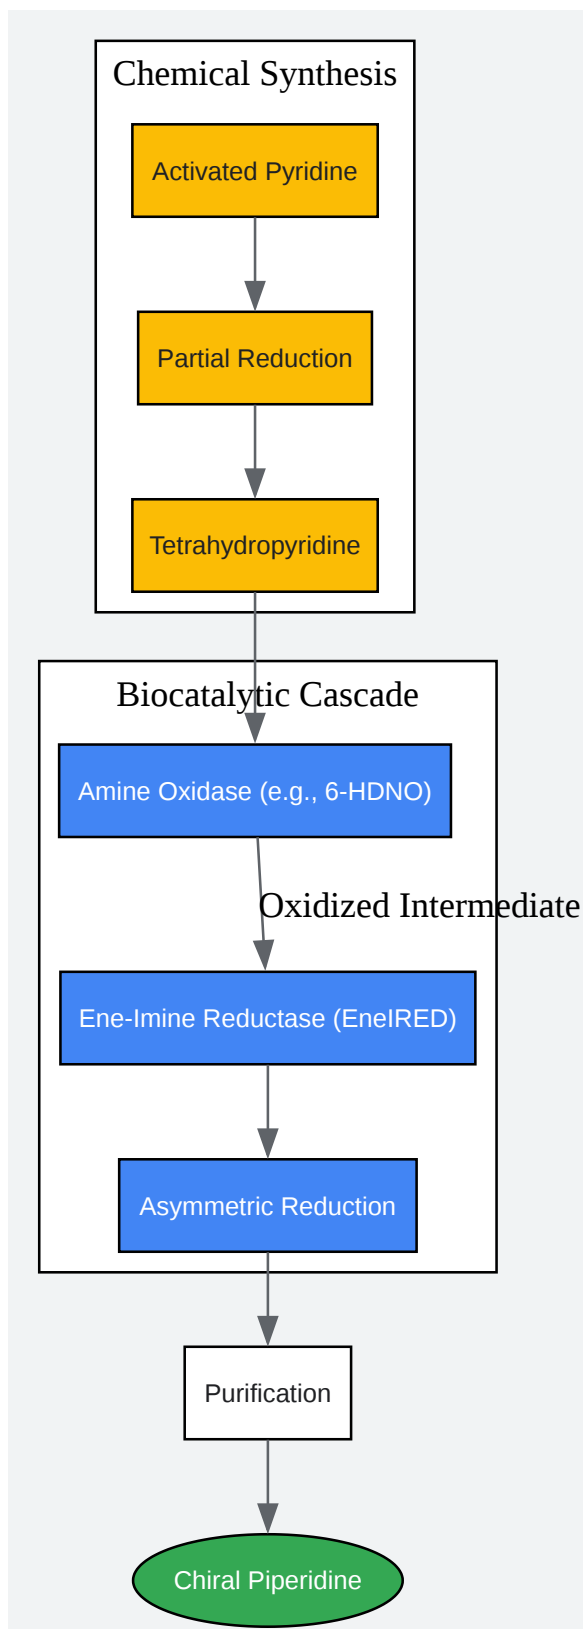 Chemical Synthesis
Activated Pyridine
Partial Reduction
Tetrahydropyridine
Biocatalytic Cascade
Amine Oxidase (e.g., 6-HDNO)
Oxidized Intermediate
Ene-Imine Reductase (EneIRED)
Asymmetric Reduction
Purification
Chiral Piperidine